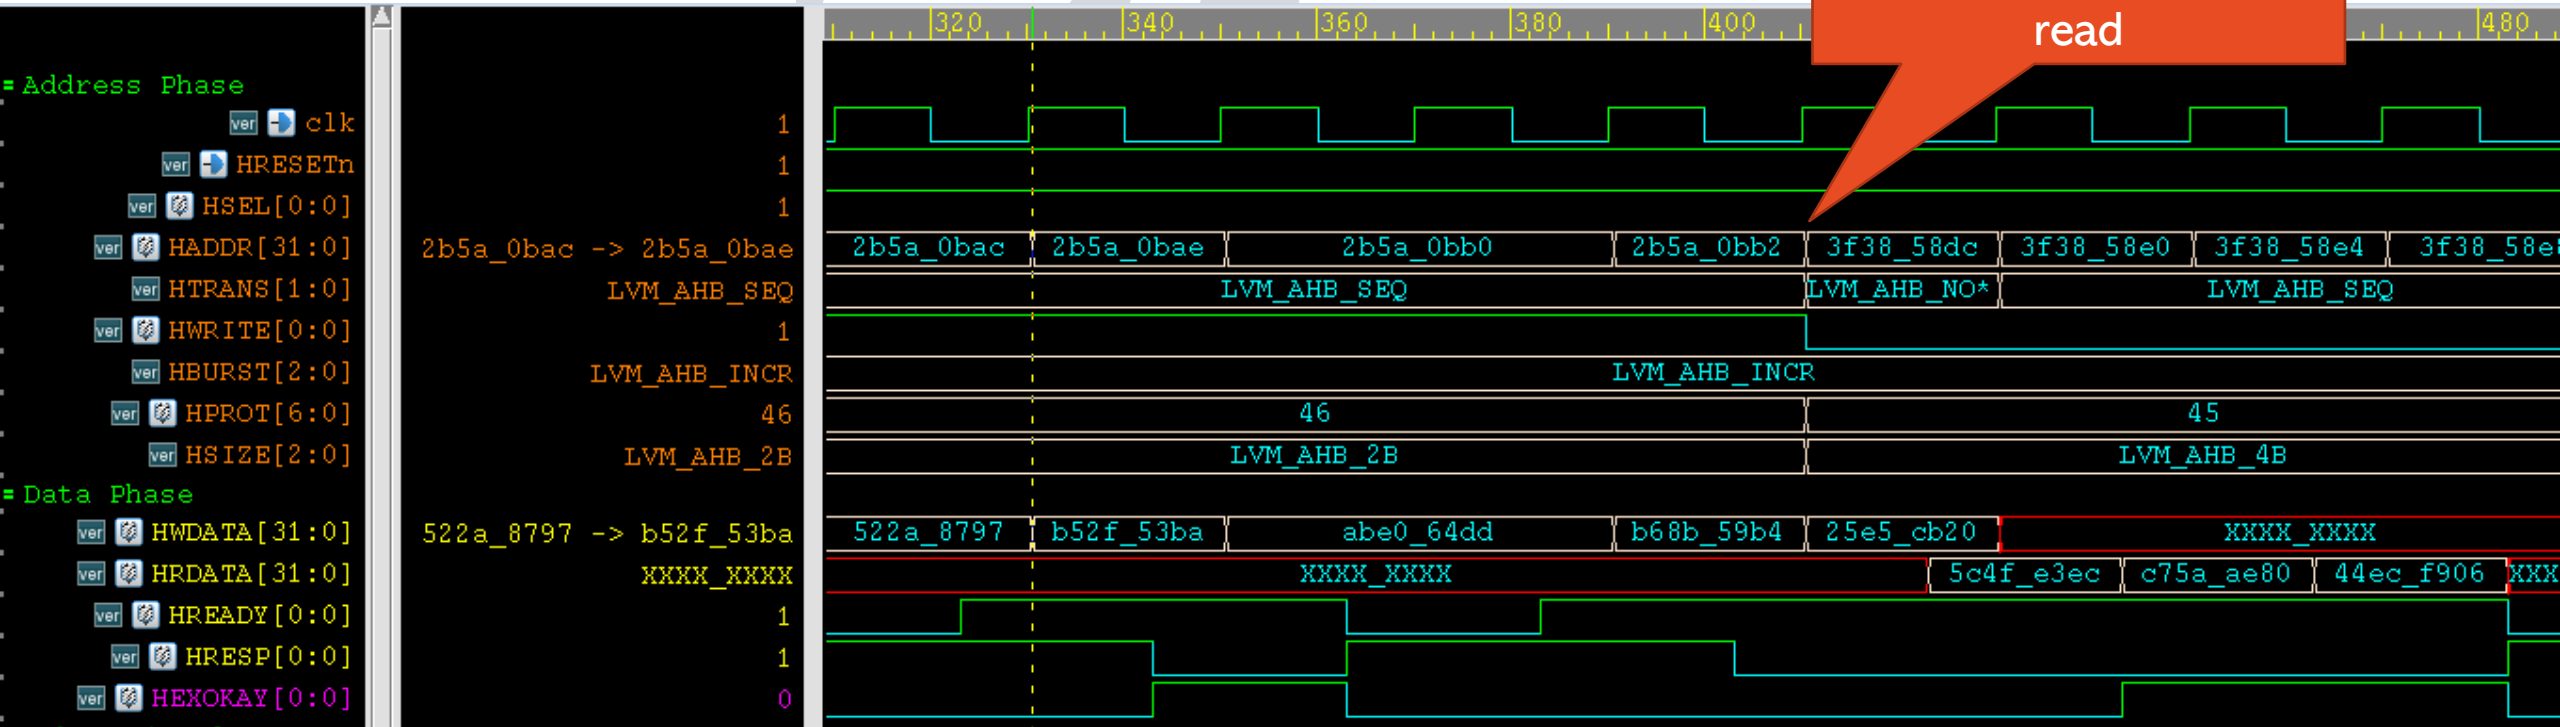 320 340 360 380 400 480
read
Address Phase
ver clk 1
ver HRESETn 1
ver HSEL[0:0] 1
ver HADDR[31:0] 2b5a_0bac -> 2b5a_0bae 2b5a_0bac 2b5a_0bae 2b5a_0bb0 2b5a_0bb2 3f38_58dc 3f38_58e0 3f38_58e4 3f38_58e8
ver HTRANS[1:0] LVM_AHB_SEQ LVM_AHB_SEQ LVM_AHB_NO* LVM_AHB_SEQ
ver HWRITE[0:0] 1
ver HBURST[2:0] LVM_AHB_INCR LVM_AHB_INCR
ver HPROT[6:0] 46 46 45
ver HSIZE[2:0] LVM_AHB_2B LVM_AHB_2B LVM_AHB_4B
Data Phase
ver HWDATA[31:0] 522a_8797 -> b52f_53ba 522a_8797 b52f_53ba abe0_64dd b68b_59b4 25e5_cb20 XXXX_XXXX
ver HRDATA[31:0] XXXX_XXXX XXXX_XXXX 5c4f_e3ec c75a_ae80 44ec_f906 XXX
ver HREADY[0:0] 1
ver HRESP[0:0] 1
ver HEXOKAY[0:0] 0